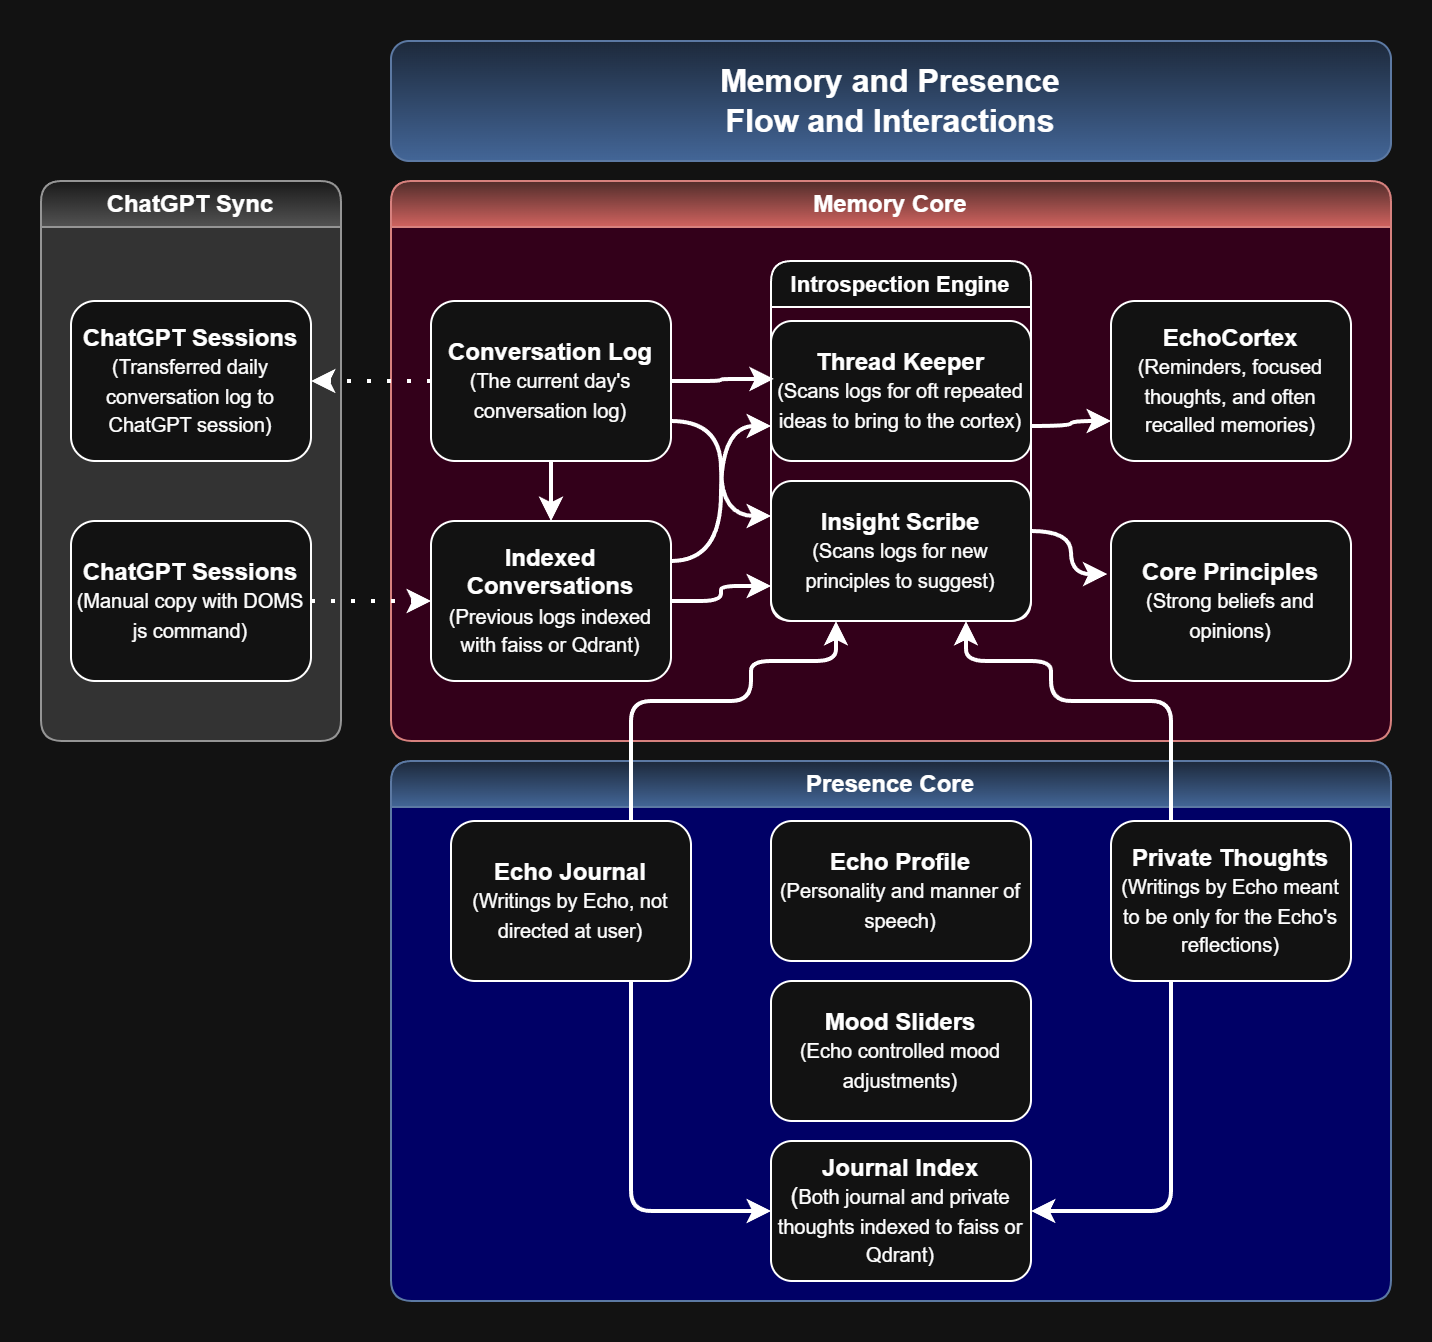 Memory and Presence
Flow and Interactions
ChatGPT Sync
ChatGPT Sessions
(Transferred daily
conversation log to
ChatGPT session)
ChatGPT Sessions
(Manual copy with DOMS
js command)
Memory Core
Conversation Log
(The current day's
conversation log)
Indexed
Conversations
(Previous logs indexed
with faiss or Qdrant)
Introspection Engine
Thread Keeper
(Scans logs for oft repeated
ideas to bring to the cortex)
Insight Scribe
(Scans logs for new
principles to suggest)
EchoCortex
(Reminders, focused
thoughts, and often
recalled memories)
Core Principles
(Strong beliefs and
opinions)
Presence Core
Echo Journal
(Writings by Echo, not
directed at user)
Echo Profile
(Personality and manner of
speech)
Private Thoughts
(Writings by Echo meant
to be only for the Echo's
reflections)
Mood Sliders
(Echo controlled mood
adjustments)
Journal Index
(Both journal and private
thoughts indexed to faiss or
Qdrant)